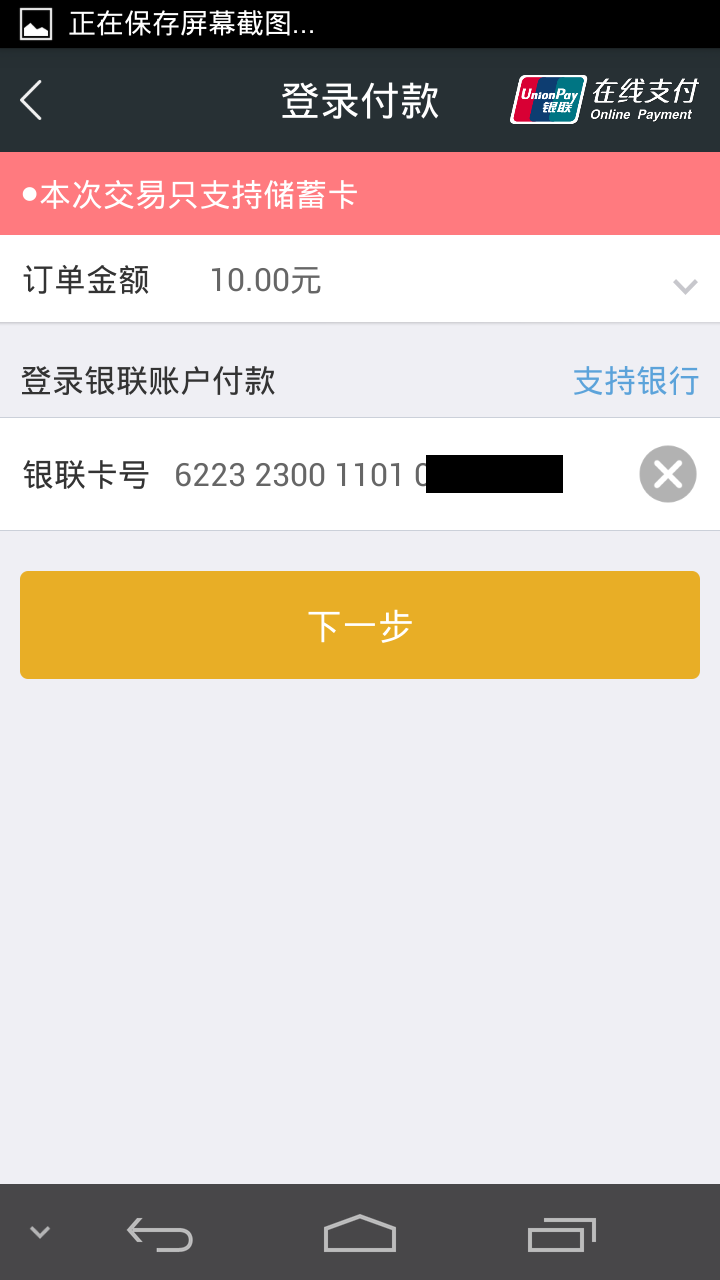 正在保存屏幕截图...
登录付款
UnionPay
银联
在线支付
Online Payment
●本次交易只支持储蓄卡
订单金额 10.00元
登录银联账户付款 支持银行
银联卡号 6223 2300 1101 0
下一步